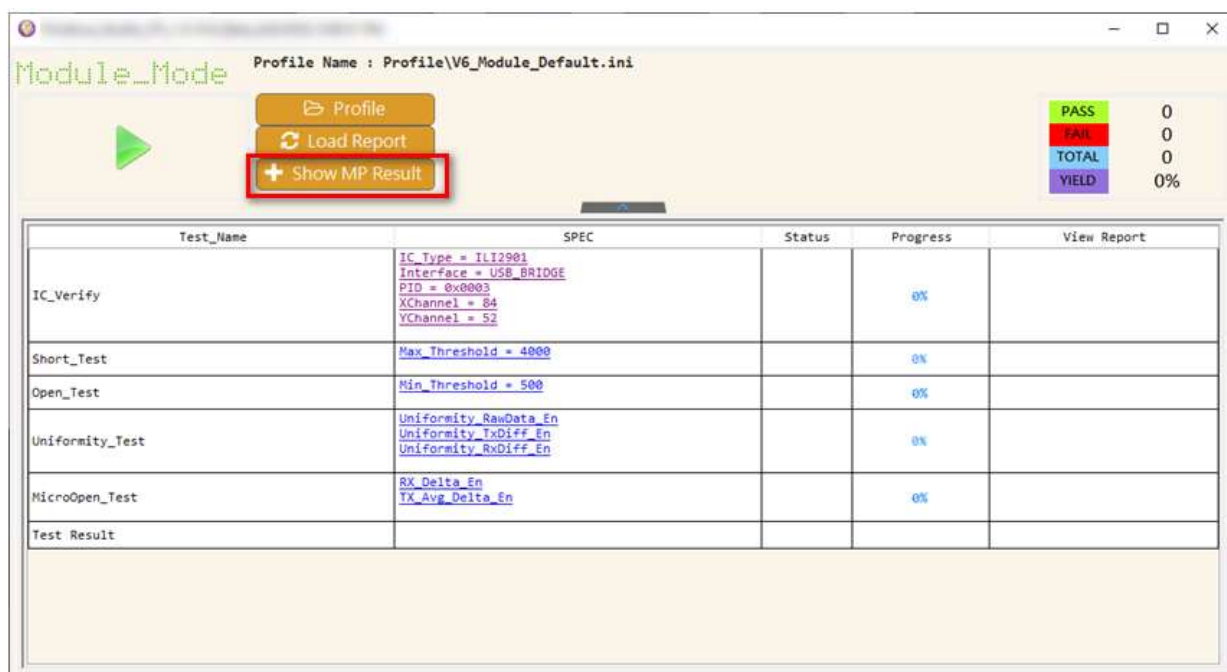 Module_Mode
Profile Name : Profile\V6_Module_Default.ini
Profile
Load Report
Show MP Result
PASS 0
FAIL 0
TOTAL 0
YIELD 0%
Test_Name SPEC Status Progress View Report
IC_Verify
IC_Type = ILI2901
Interface = USB_BRIDGE
PID = 0x0003
XChannel = 84
YChannel = 52
0%
Short_Test Max_Threshold = 4000 0%
Open_Test Min_Threshold = 500 0%
Uniformity_Test
Uniformity_RawData_En
Uniformity_TxDiff_En
Uniformity_RxDiff_En
0%
MicroOpen_Test
RX_Delta_En
TX_Avg_Delta_En
0%
Test Result